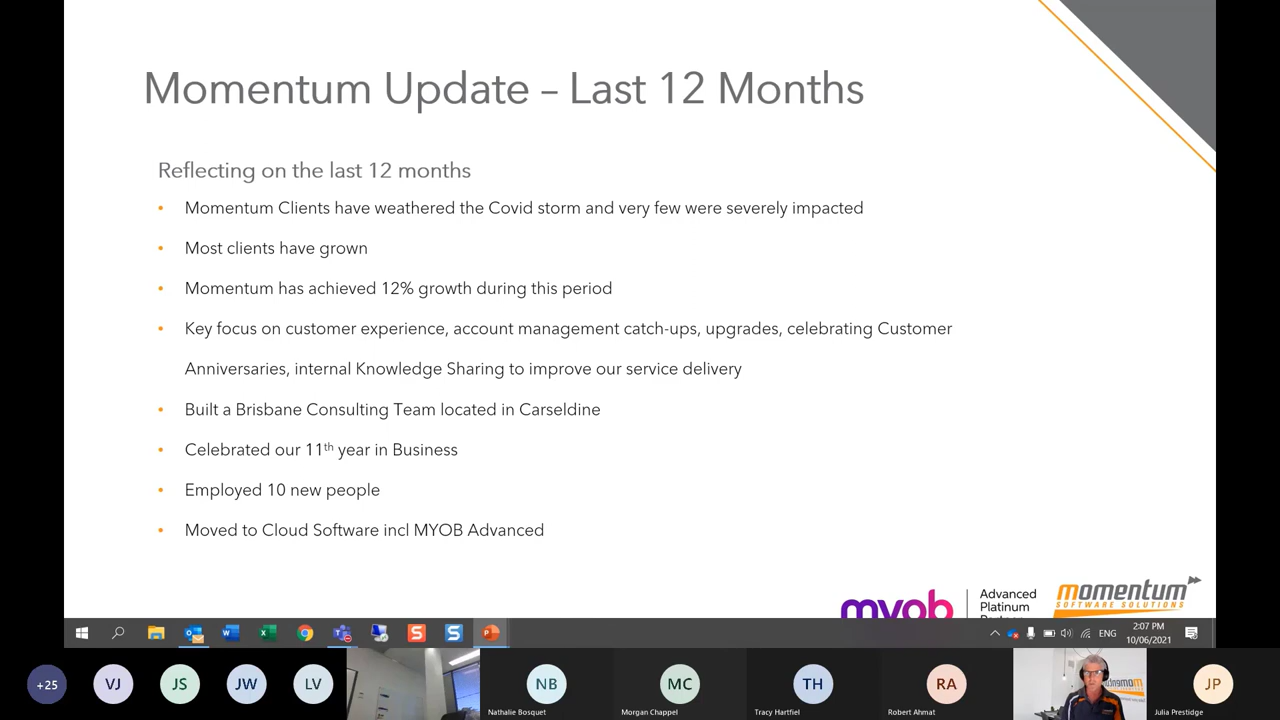 Momentum Update – Last 12 Months
Reflecting on the last 12 months
• Momentum Clients have weathered the Covid storm and very few were severely impacted
• Most clients have grown
• Momentum has achieved 12% growth during this period
• Key focus on customer experience, account management catch-ups, upgrades, celebrating Customer
Anniversaries, internal Knowledge Sharing to improve our service delivery
• Built a Brisbane Consulting Team located in Carseldine
• Celebrated our 11th year in Business
• Employed 10 new people
• Moved to Cloud Software incl MYOB Advanced
myob
Advanced
Platinum
momentum
SOFTWARE SOLUTIONS
ENG
2:07 PM
10/06/2021
+25
VJ
JS
JW
LV
NB
MC
TH
RA
JP
Nathalie Bosquet
Morgan Chappel
Tracy Hartfiel
Robert Ahmat
Julia Prestidge